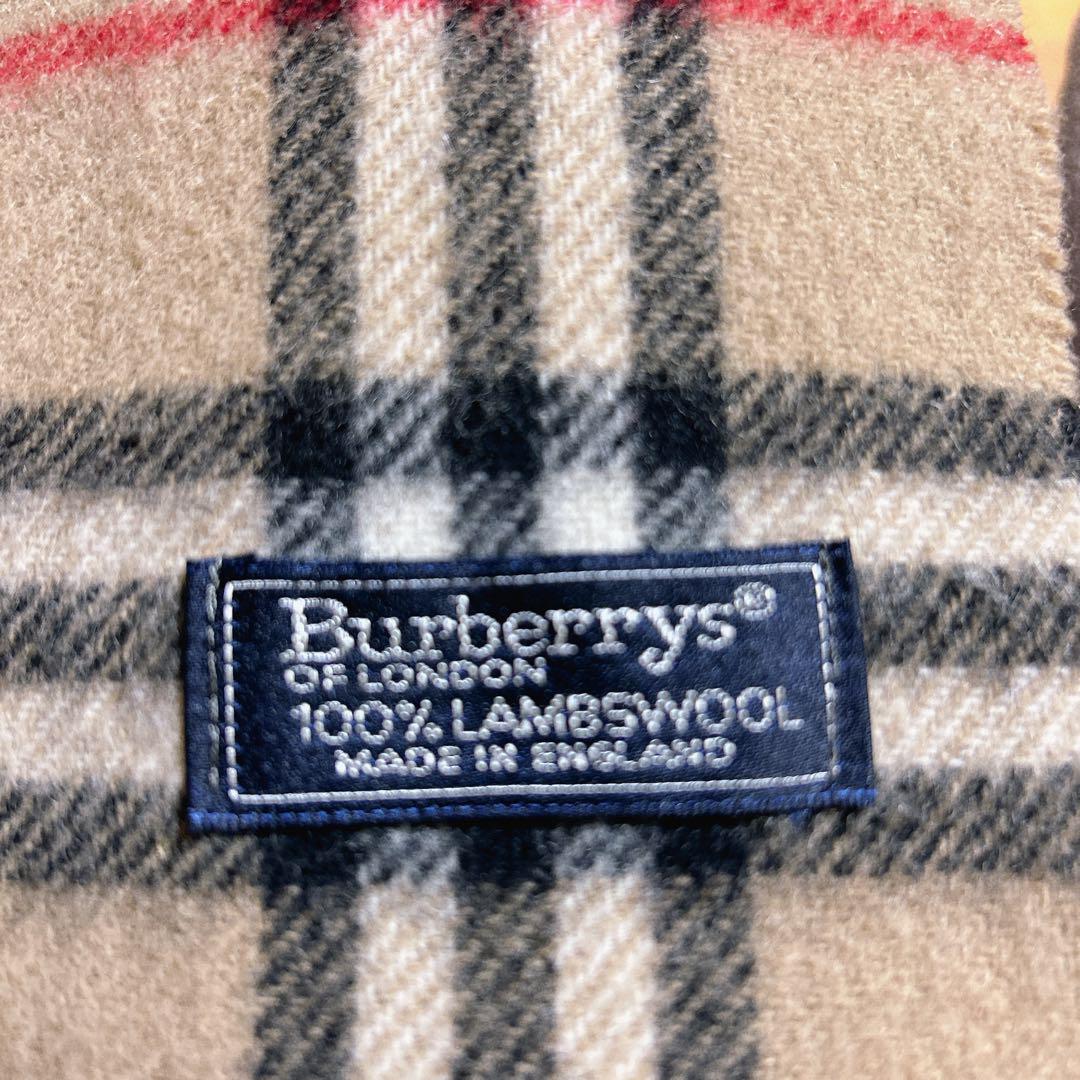 Burberrys®
OF LONDON
100% LAMBSWOOL
MADE IN ENGLAND